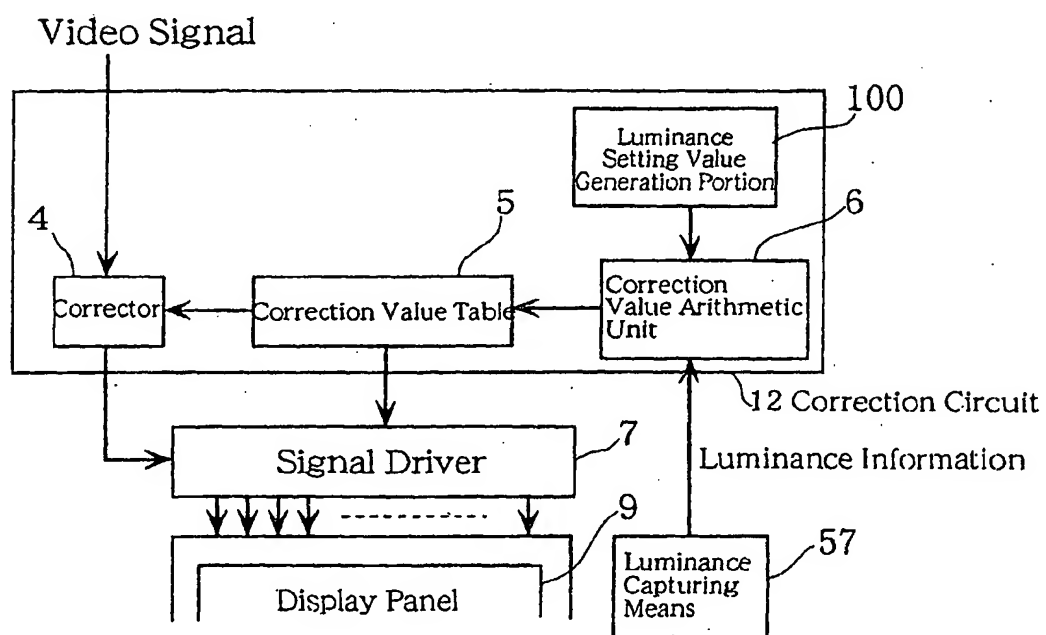 Video Signal
100
Luminance
Setting Value
Generation Portion
4
5
6
Corrector
Correction Value Table
Correction
Value Arithmetic
Unit
12 Correction Circuit
7
Signal Driver
Luminance Information
9
57
Display Panel
Luminance
Capturing
Means